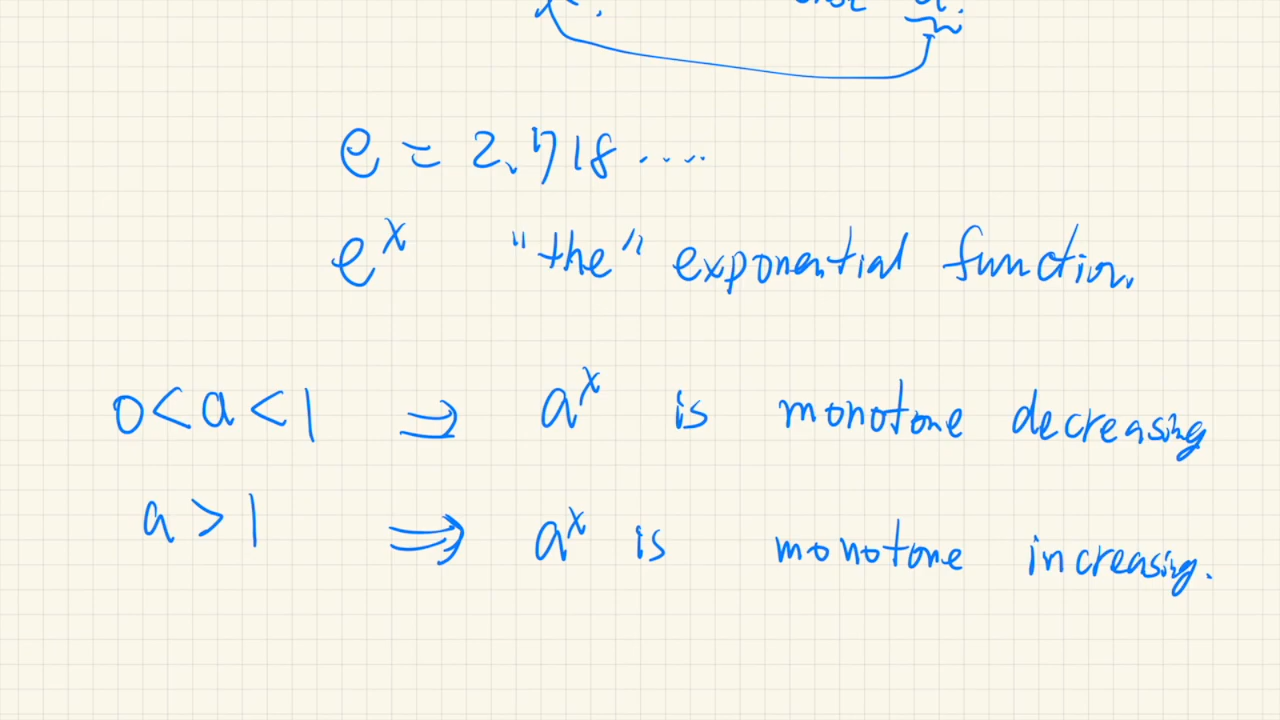 e = 2.718....
e^x "the" exponential function.
0<a<1 ⇒ a^x is monotone decreasing
a>1 ⇒ a^x is monotone increasing.